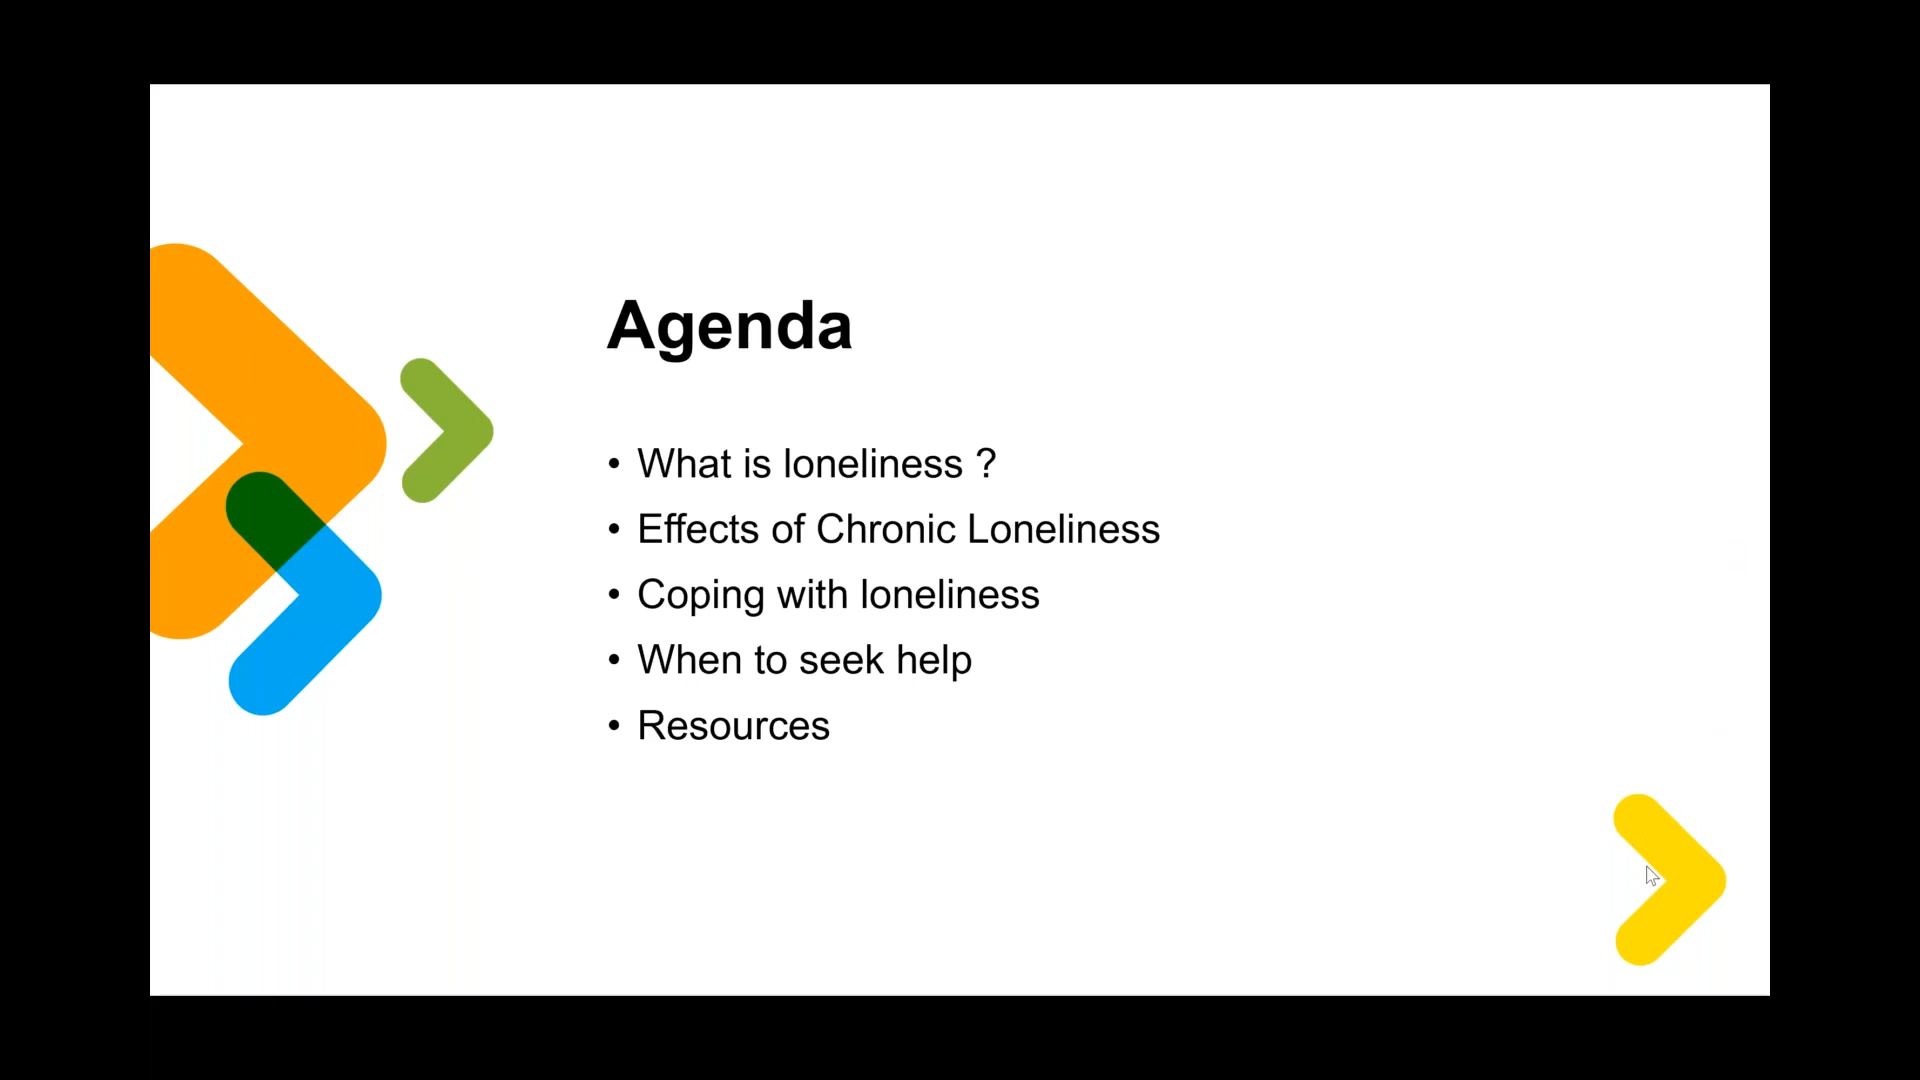 Agenda
• What is loneliness ?
• Effects of Chronic Loneliness
• Coping with loneliness
• When to seek help
• Resources